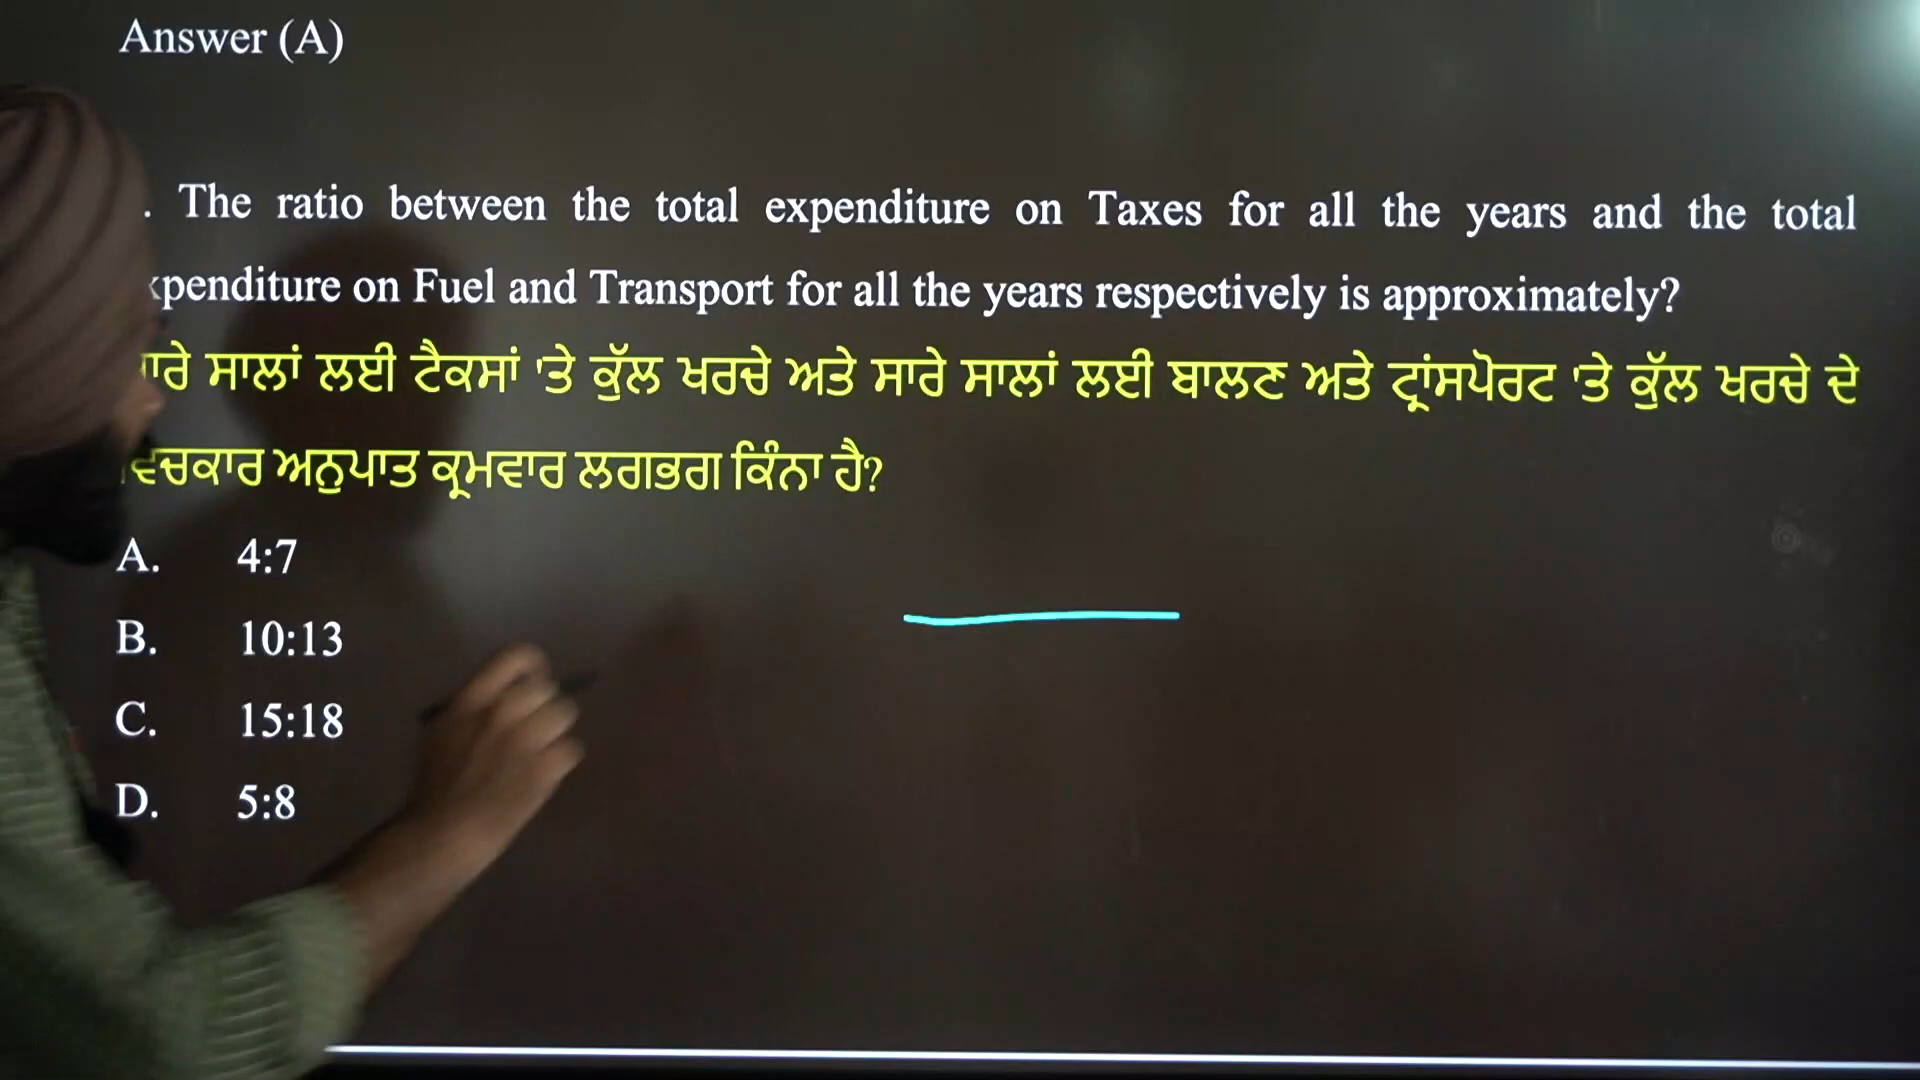 Answer (A)
. The ratio between the total expenditure on Taxes for all the years and the total
xpenditure on Fuel and Transport for all the years respectively is approximately?
ਾਰੇ ਸਾਲਾਂ ਲਈ ਟੈਕਸਾਂ 'ਤੇ ਕੁੱਲ ਖਰਚੇ ਅਤੇ ਸਾਰੇ ਸਾਲਾਂ ਲਈ ਬਾਲਣ ਅਤੇ ਟ੍ਰਾਂਸਪੋਰਟ 'ਤੇ ਕੁੱਲ ਖਰਚੇ ਦੇ
ਵਿਚਕਾਰ ਅਨੁਪਾਤ ਕ੍ਰਮਵਾਰ ਲਗਭਗ ਕਿੰਨਾ ਹੈ?
A. 4:7
B. 10:13
C. 15:18
D. 5:8